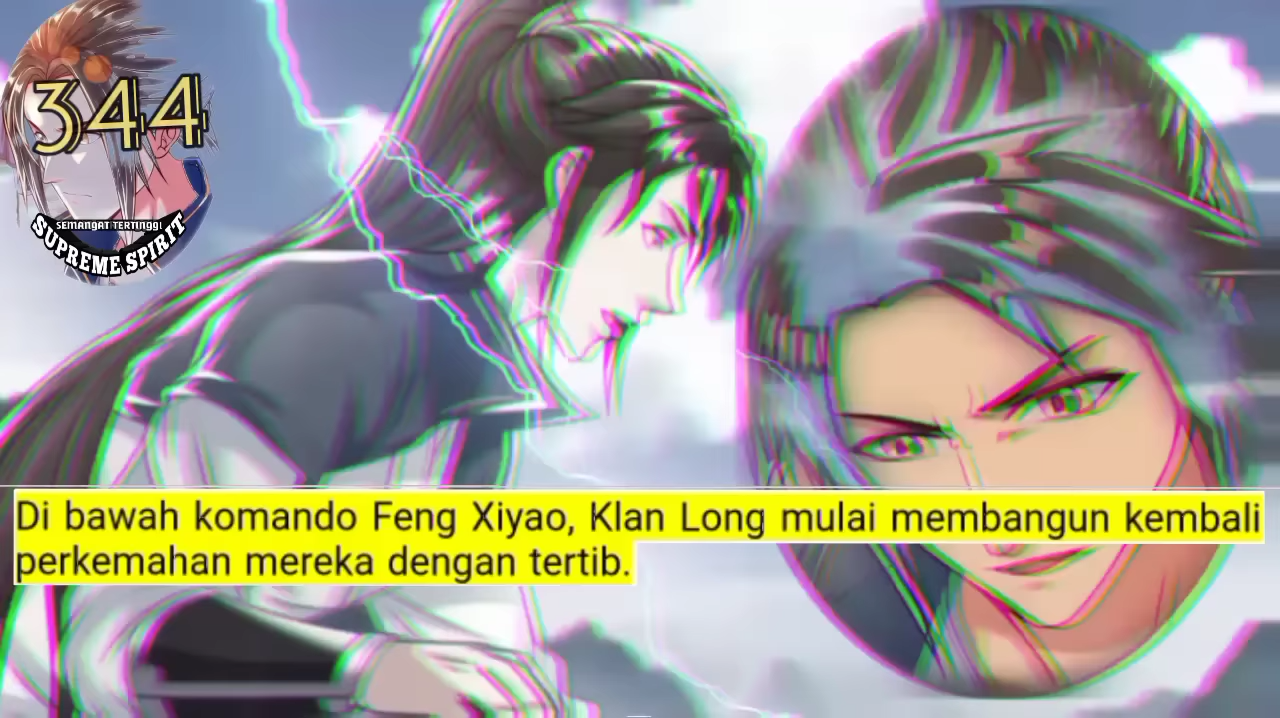 344
SEMANGAT TERTINGGI
SUPREME SPIRIT
Di bawah komando Feng Xiyao, Klan Long mulai membangun kembali
perkemahan mereka dengan tertib.